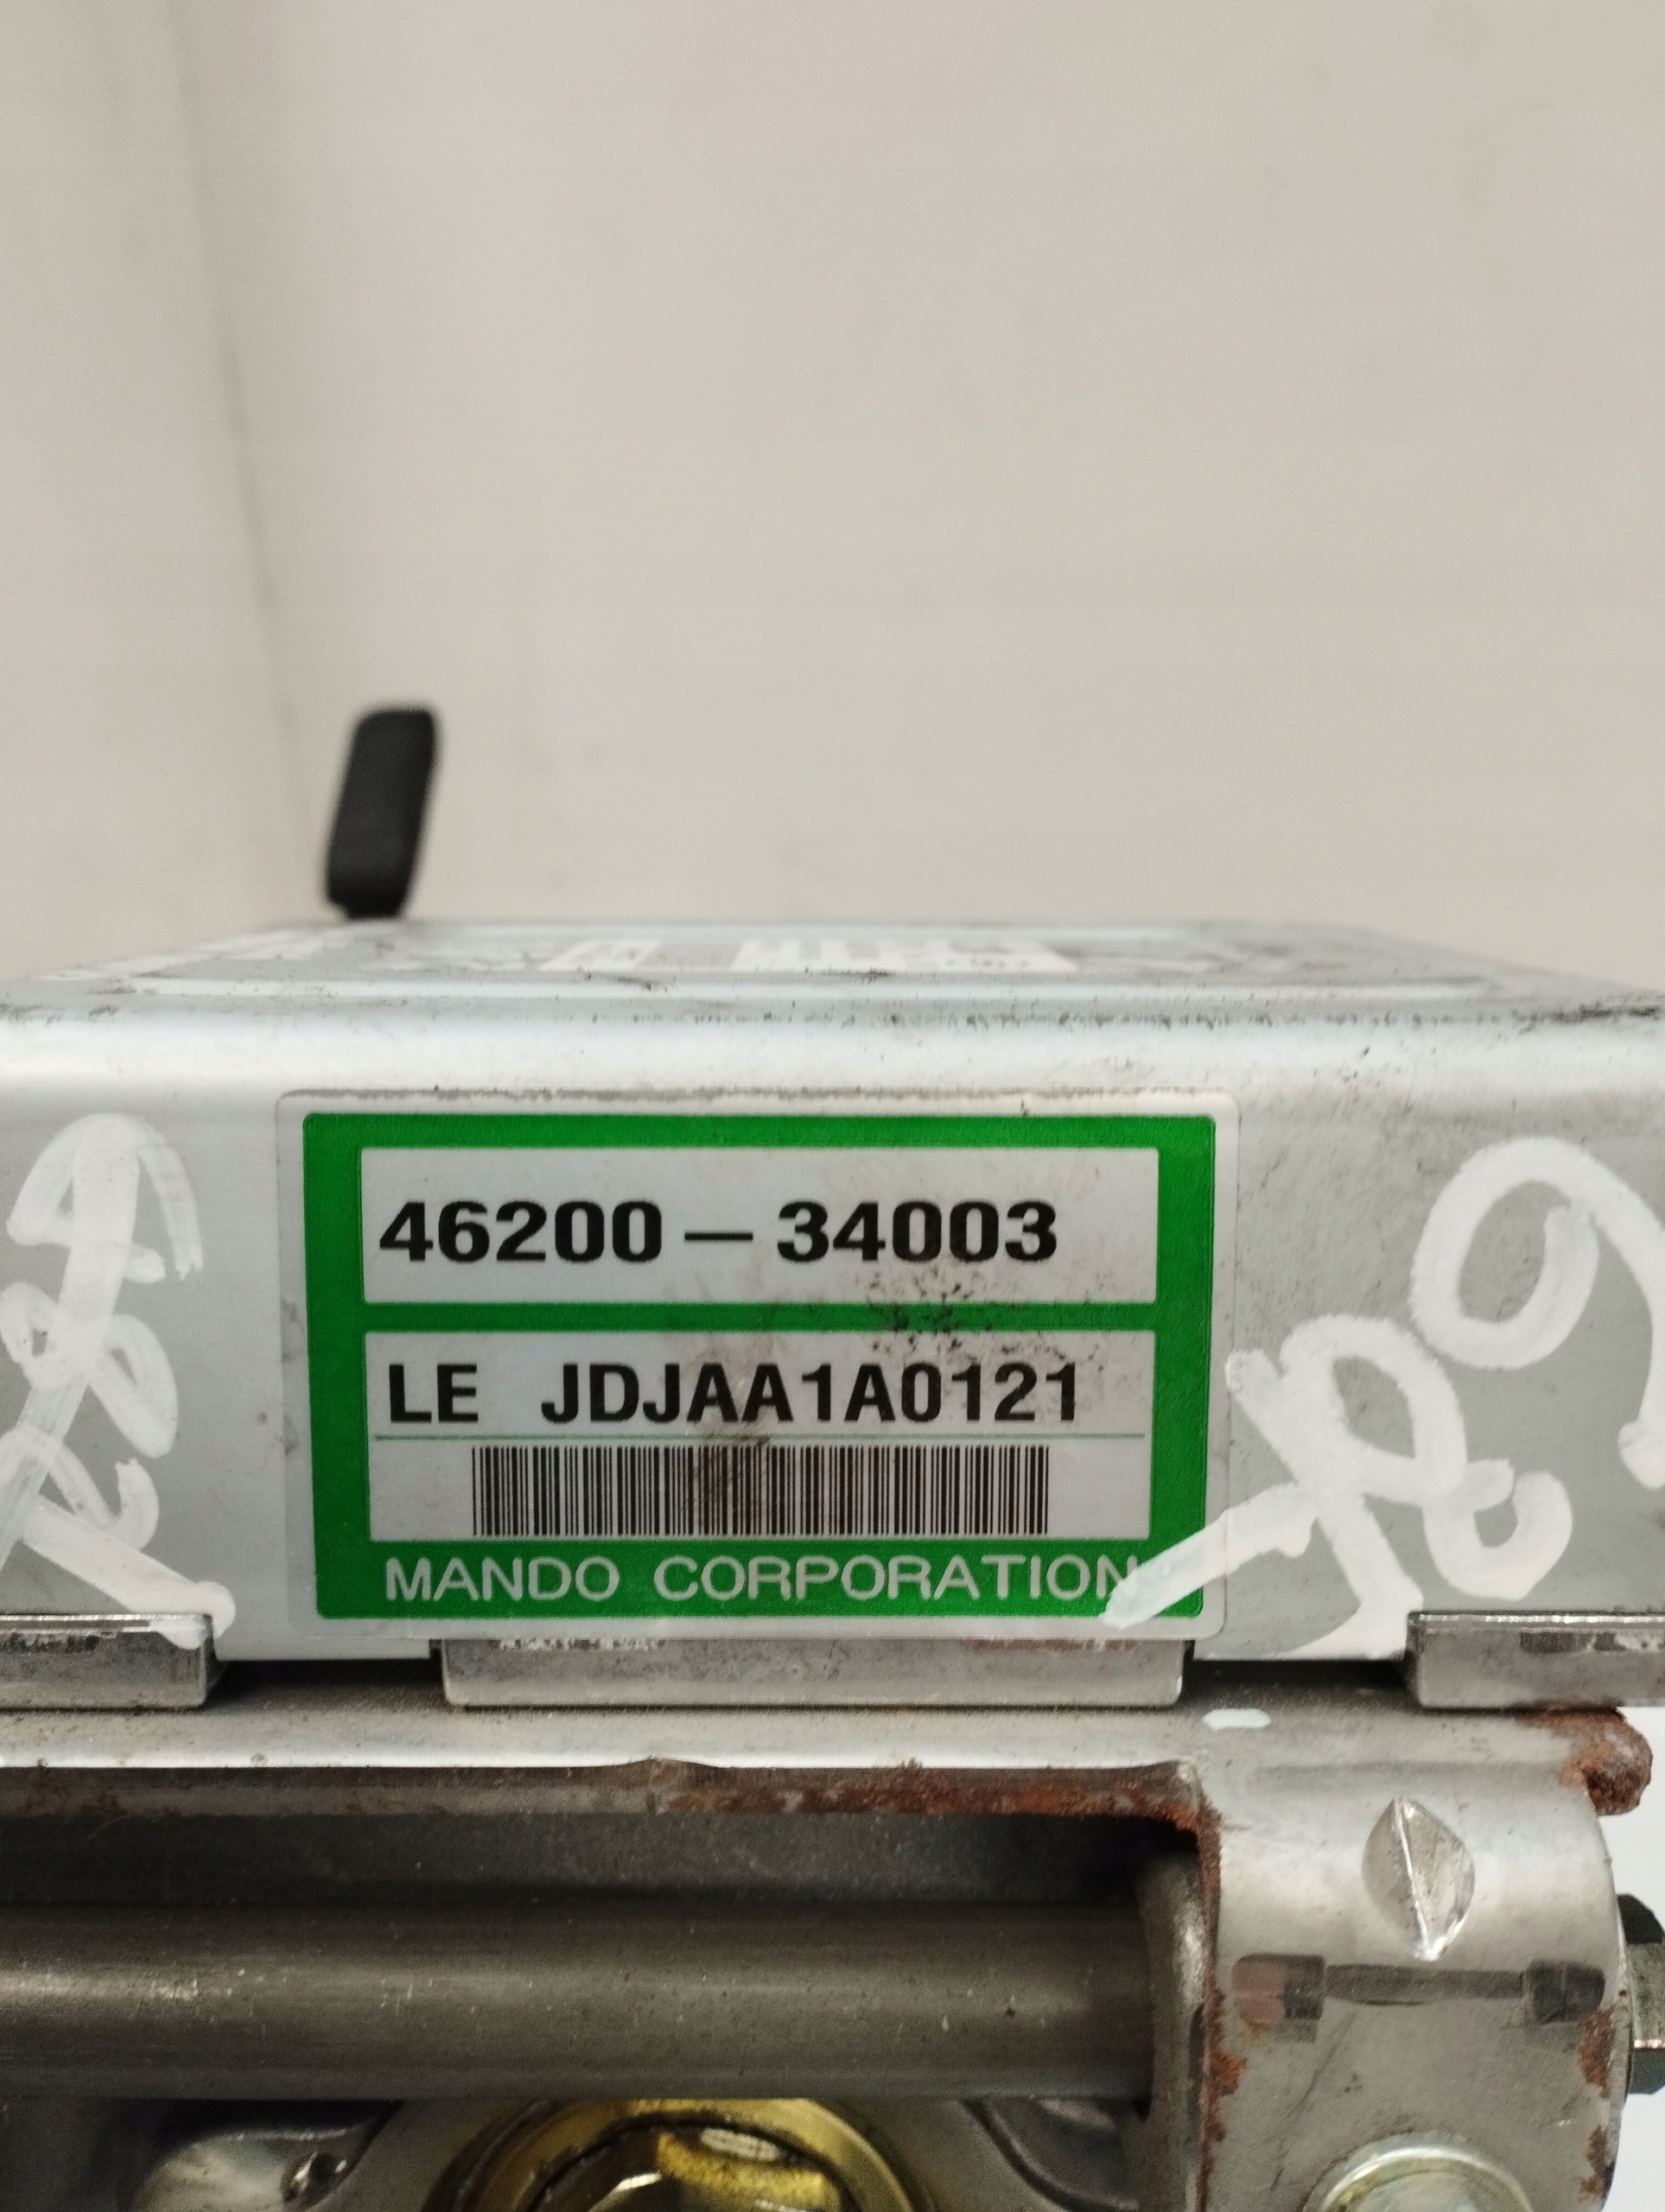 46200 — 34003
LE JDJAA1A0121
MANDO CORPORATION